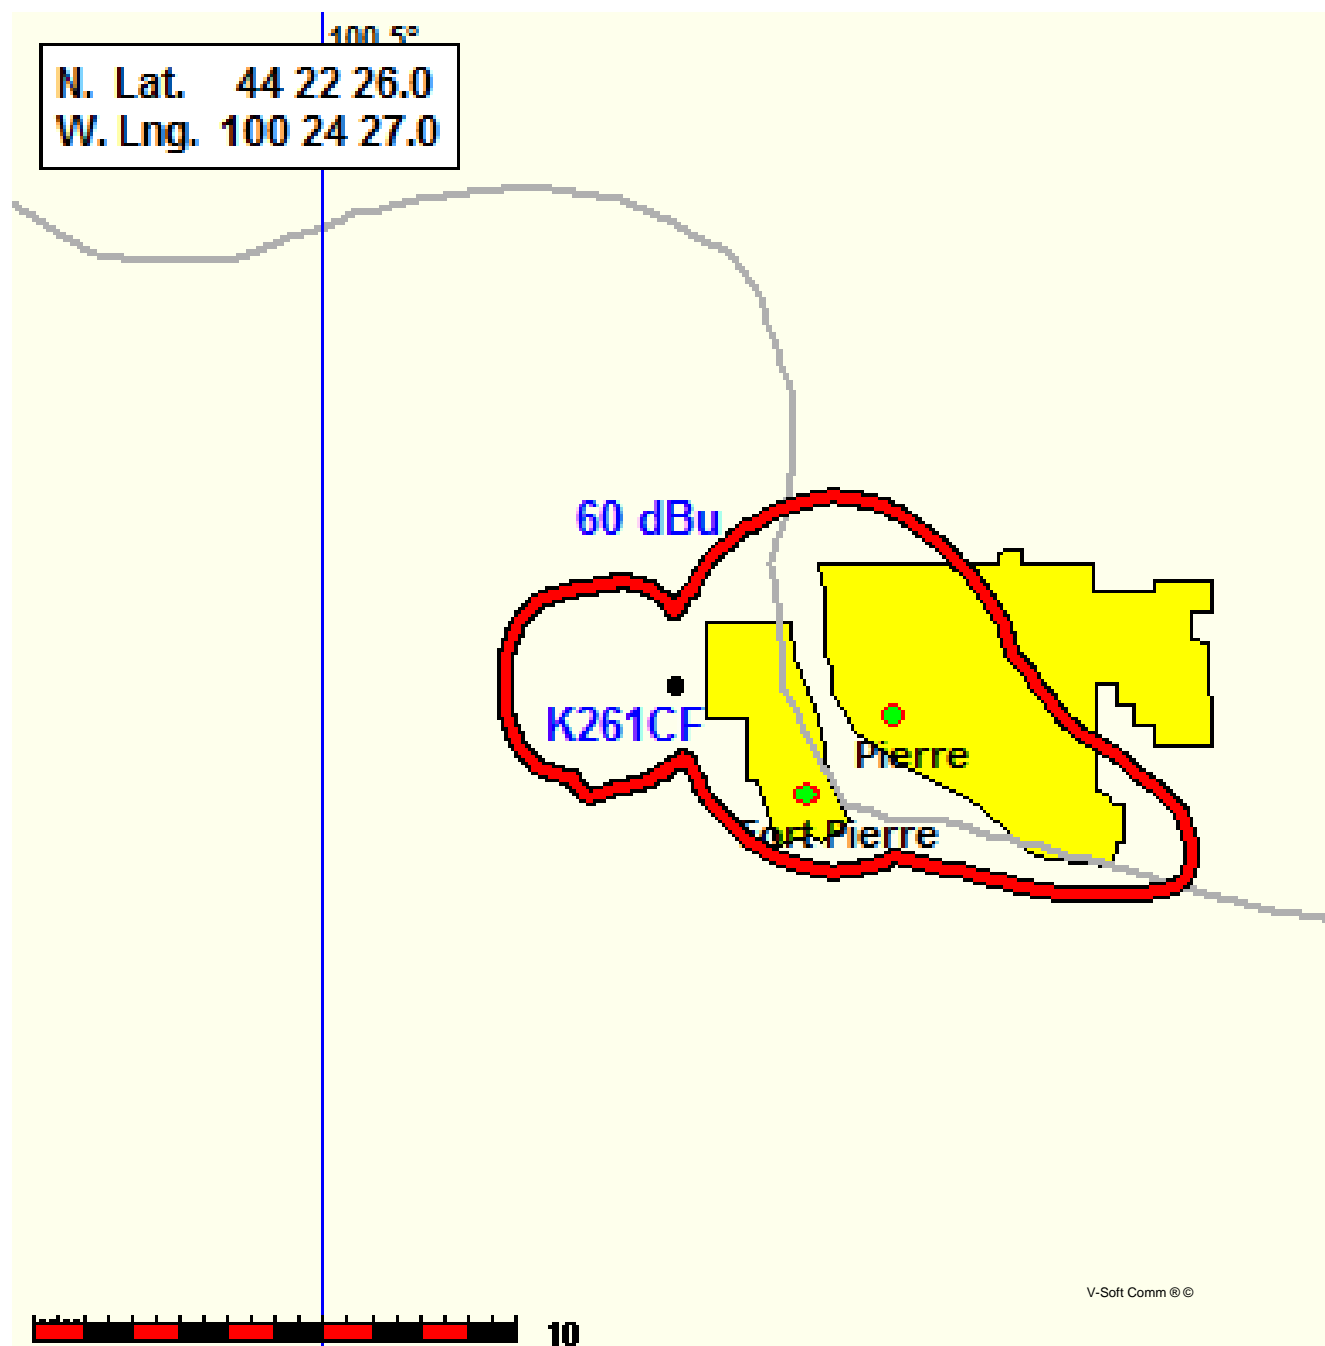 100.5°
N. Lat. 44 22 26.0
W. Lng. 100 24 27.0
60 dBu
K261CF
Pierre
Fort Pierre
V-Soft Comm ® ©
10